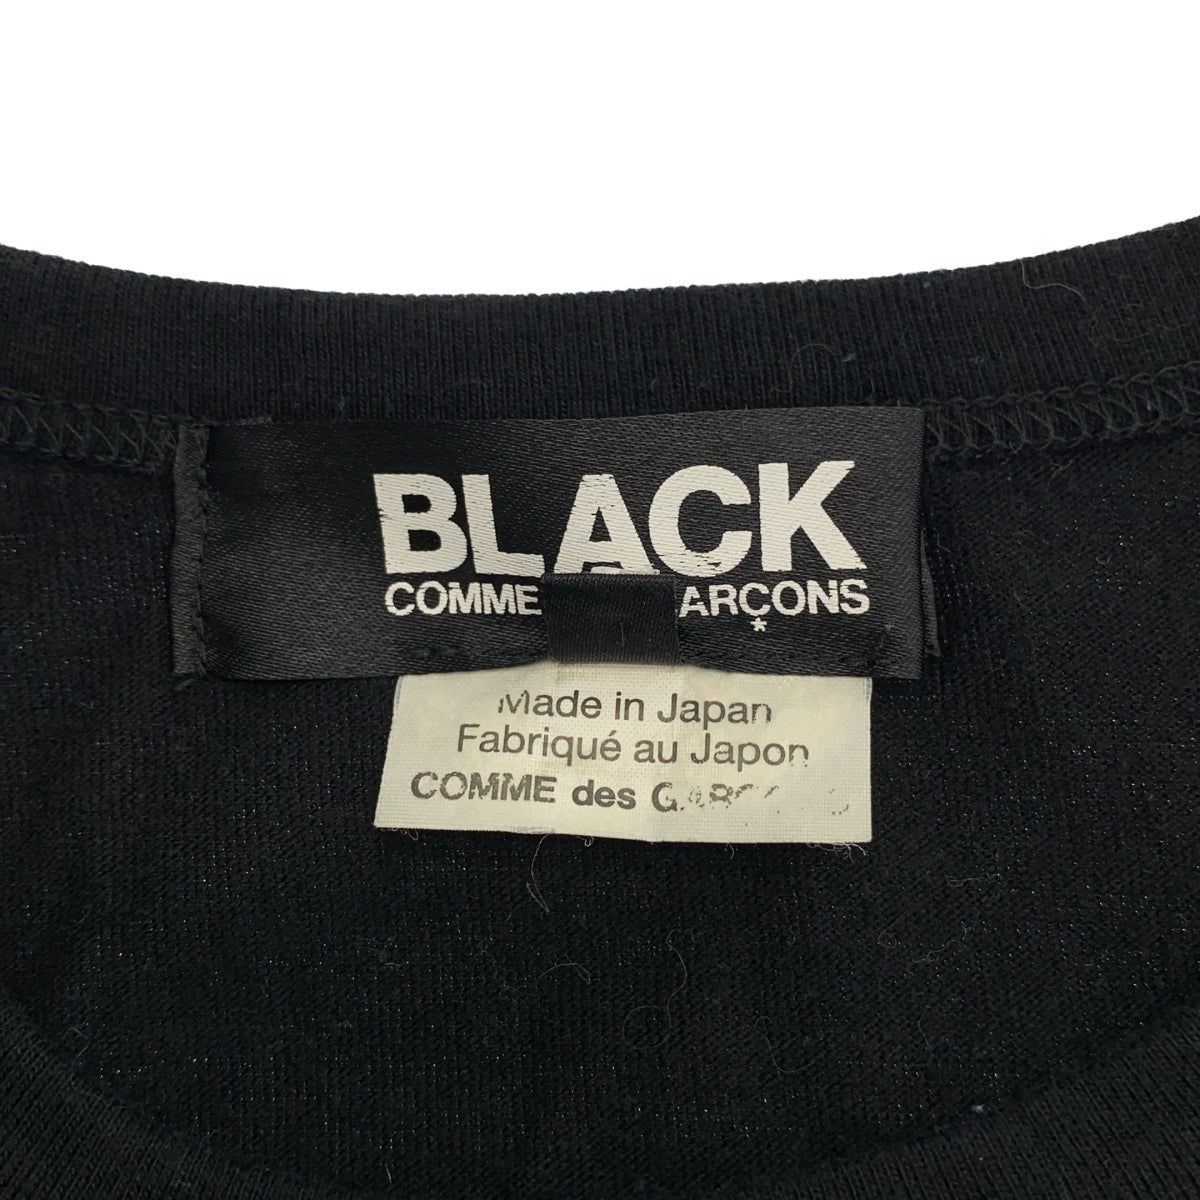 BLACK
COMME ARÇONS
*
Made in Japan
Fabriqué au Japon
COMME des